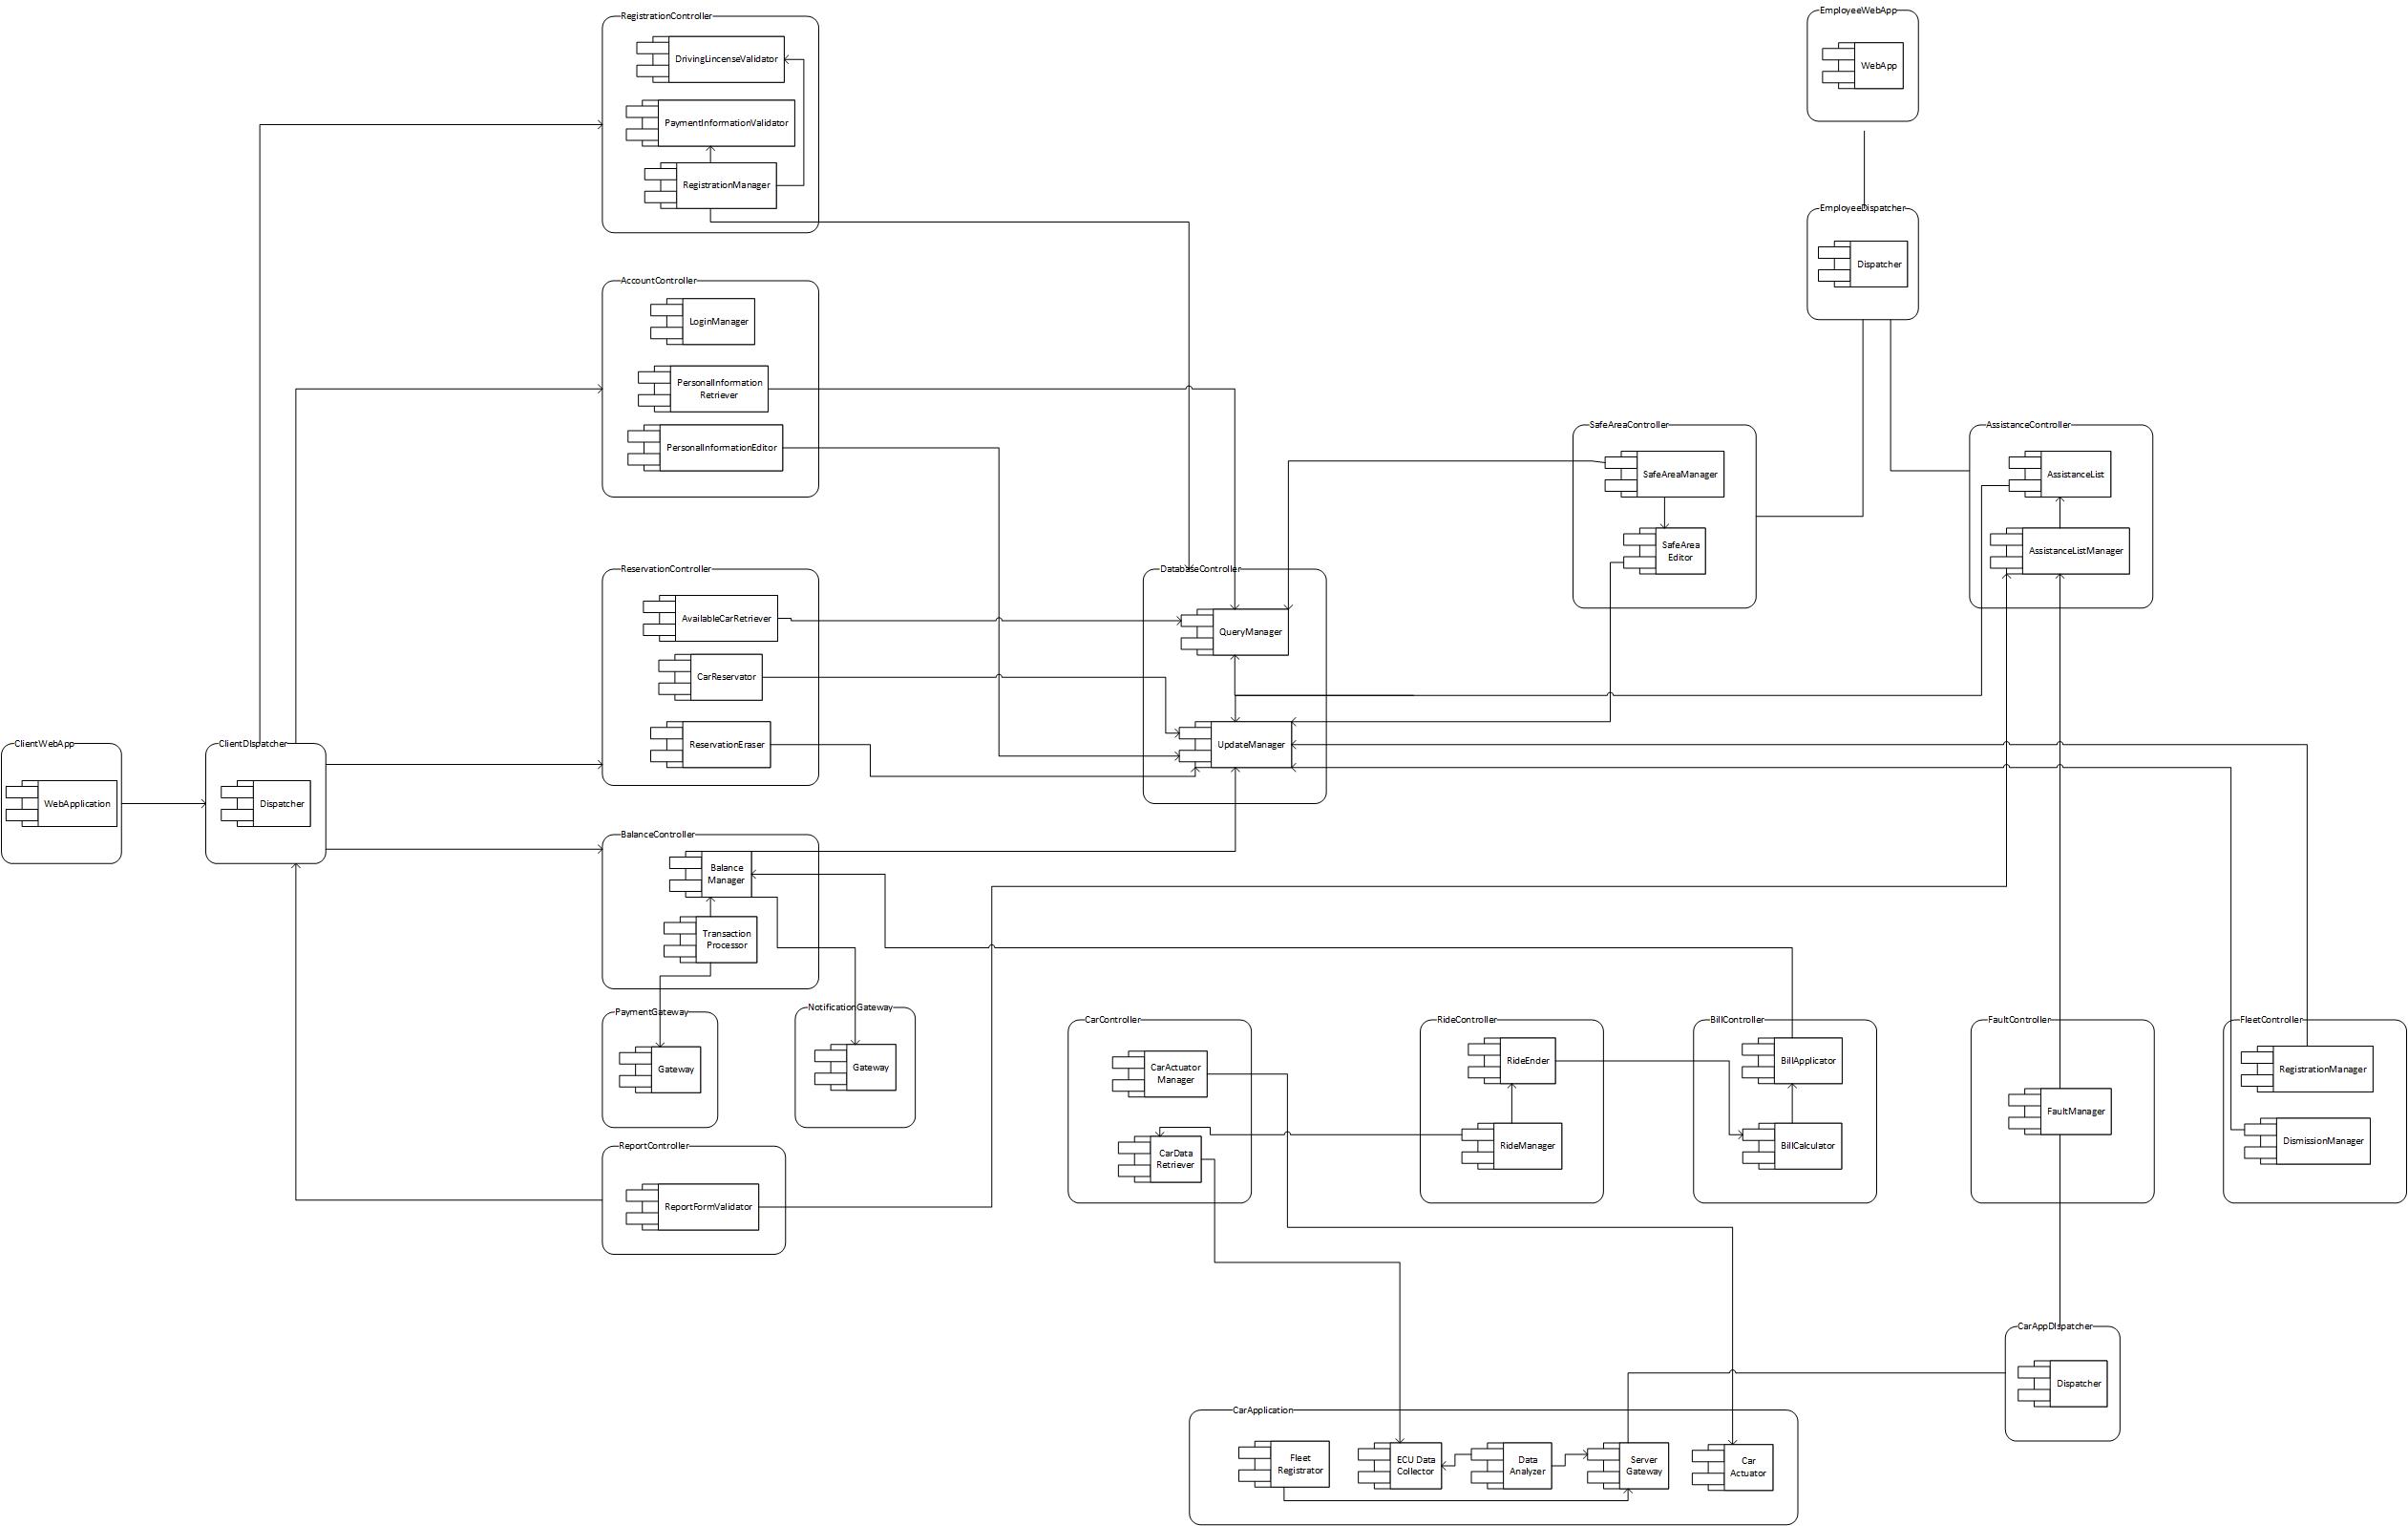 RegistrationController
DrivingLincenseValidator
PaymentInformationValidator
RegistrationManager
EmployeeWebApp
WebApp
EmployeeDispatcher
Dispatcher
AccountController
LoginManager
PersonalInformation
Retriever
PersonalInformationEditor
SafeAreaController
SafeAreaManager
SafeArea
Editor
AssistanceController
AssistanceList
AssistanceListManager
ReservationController
AvailableCarRetriever
CarReservator
ReservationEraser
DatabaseController
QueryManager
UpdateManager
ClientWebApp
WebApplication
ClientDIspatcher
Dispatcher
BalanceController
Balance
Manager
Transaction
Processor
PaymentGateway
Gateway
NotificationGateway
Gateway
ReportController
ReportFormValidator
CarController
CarActuator
Manager
CarData
Retriever
RideController
RideEnder
RideManager
BillController
BillApplicator
BillCalculator
FaultController
FaultManager
FleetController
RegistrationManager
DismissionManager
CarAppDIspatcher
Dispatcher
CarApplication
Fleet
Registrator
ECU Data
Collector
Data
Analyzer
Server
Gateway
Car
Actuator